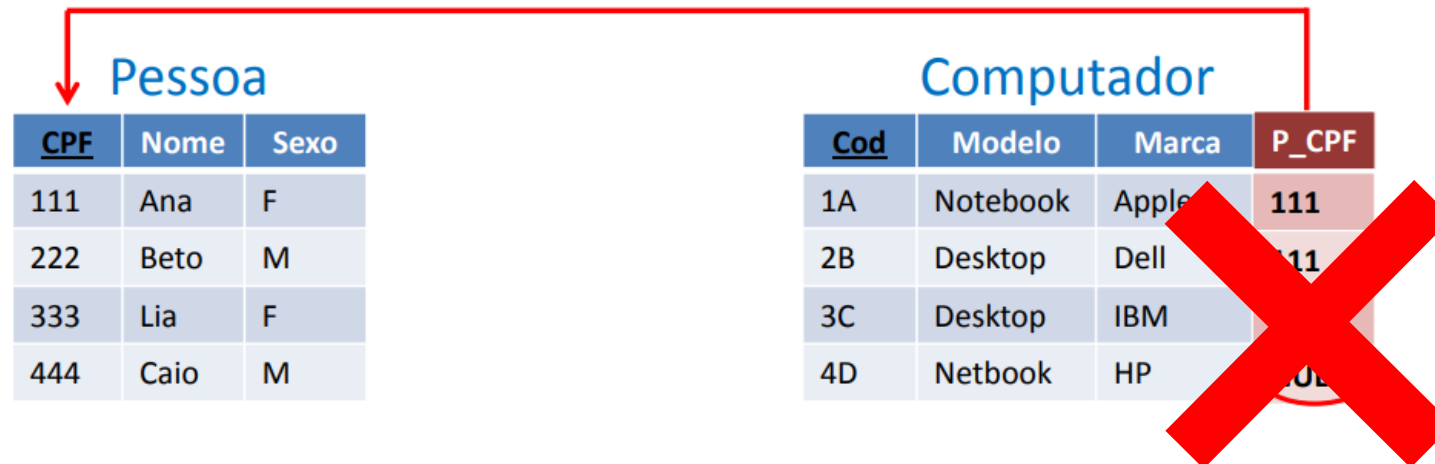 Pessoa
Computador
CPF Nome Sexo
111 Ana F
222 Beto M
333 Lia F
444 Caio M
Cod Modelo Marca P_CPF
1A Notebook Apple 111
2B Desktop Dell
3C Desktop IBM
4D Netbook HP